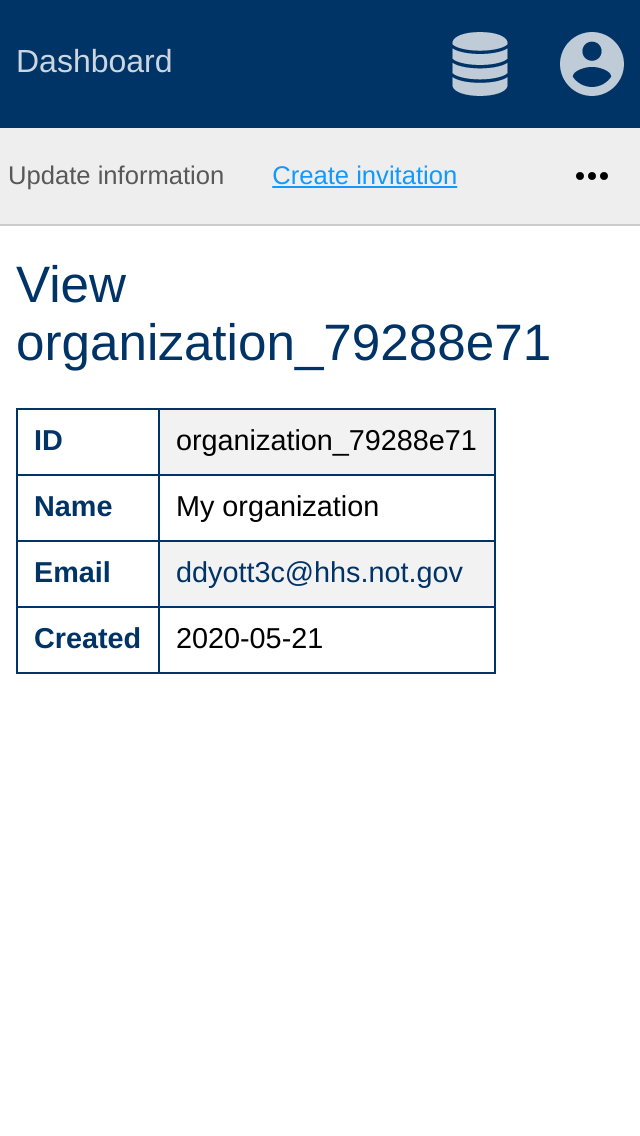 Dashboard
Update information Create invitation •••
View
organization_79288e71
ID organization_79288e71
Name My organization
Email ddyott3c@hhs.not.gov
Created 2020-05-21